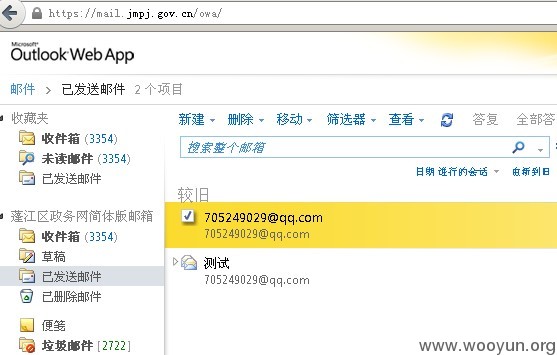 https://mail.jmpj.gov.cn/owa/
Microsoft®
Outlook Web App
邮件 › 已发送邮件 2 个项目
收藏夹
收件箱 (3354)
未读邮件 (3354)
已发送邮件
蓬江区政务网简体版邮箱
收件箱 (3354)
草稿
已发送邮件
已删除邮件
便笺
垃圾邮件 [2722]
新建 删除 移动 筛选器 查看 答复 全部答
搜索整个邮箱
日期 进行的会话
较旧
705249029@qq.com
705249029@qq.com
测试
705249029@qq.com
www.wooyun.org